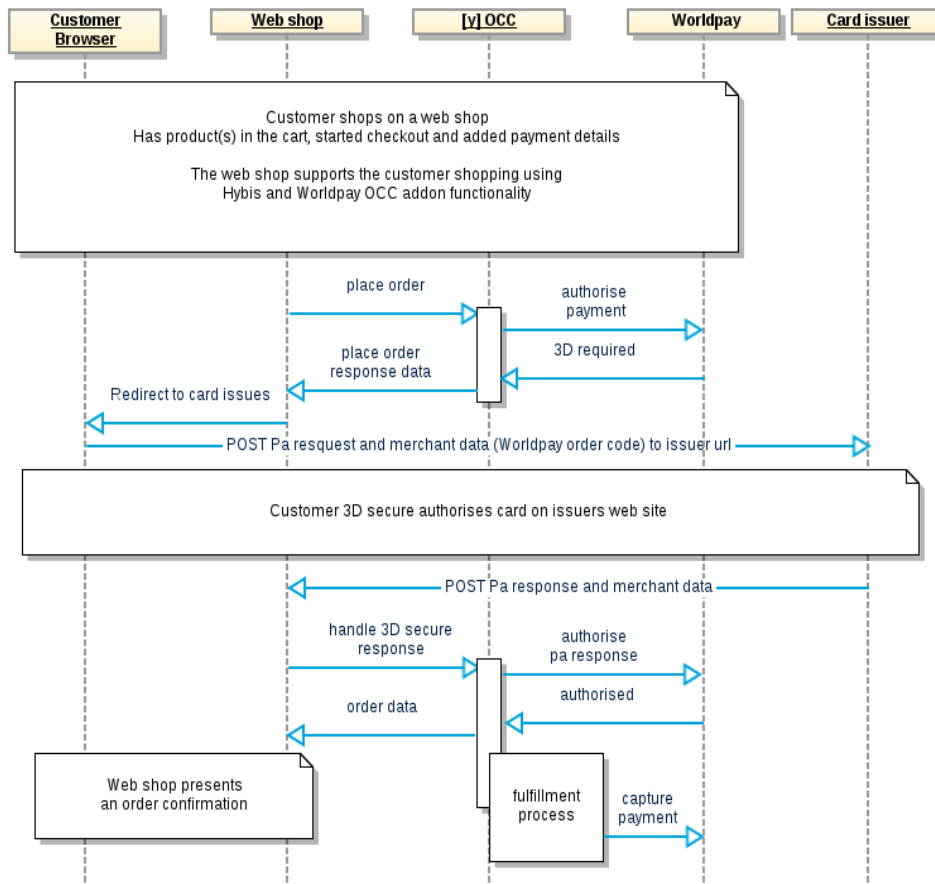 Customer
Browser
Web shop
[y] OCC
Worldpay
Card issuer
Customer shops on a web shop
Has product(s) in the cart, started checkout and added payment details
The web shop supports the customer shopping using
Hybis and Worldpay OCC addon functionality
place order
authorise
payment
3D required
place order
response data
Redirect to card issues
POST Pa resquest and merchant data (Worldpay order code) to issuer url
Customer 3D secure authorises card on issuers web site
POST Pa response and merchant data
handle 3D secure
response
authorise
pa response
authorised
order data
Web shop presents
an order confirmation
fulfillment
process
capture
payment